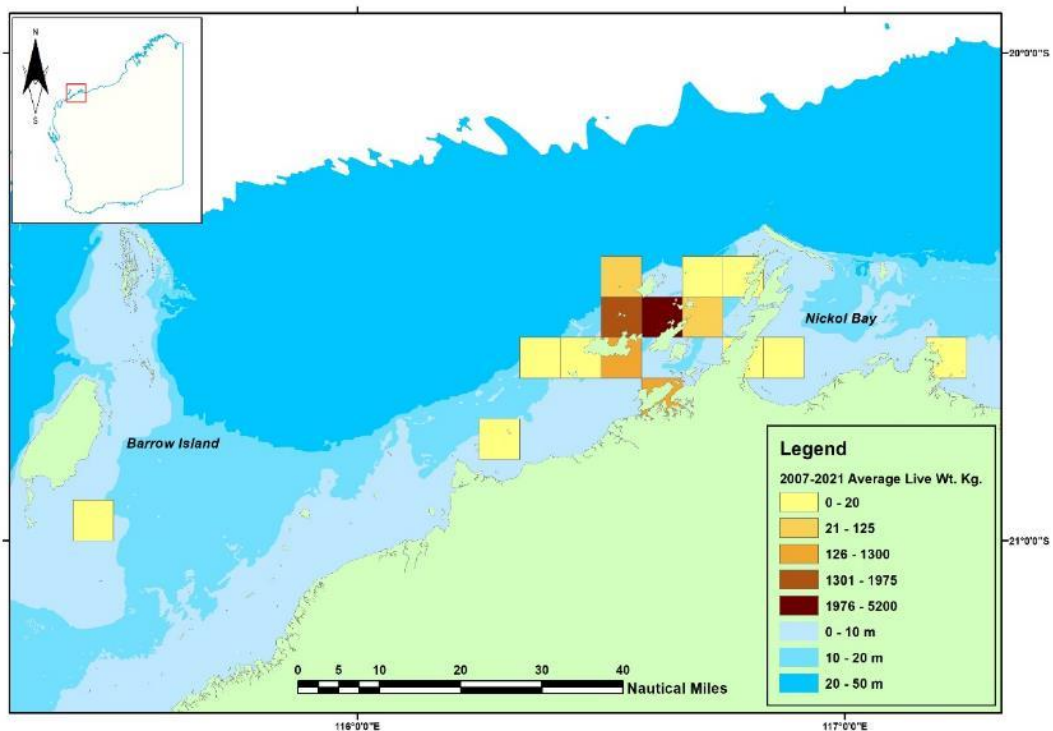 N
S
20°0'0"S
Nickol Bay
Barrow Island
Legend
2007-2021 Average Live Wt. Kg.
0 - 20
21 - 125
126 - 1300
1301 - 1975
1976 - 5200
0 - 10 m
10 - 20 m
20 - 50 m
21°0'0"S
0 5 10 20 30 40
Nautical Miles
116°0'0"E
117°0'0"E